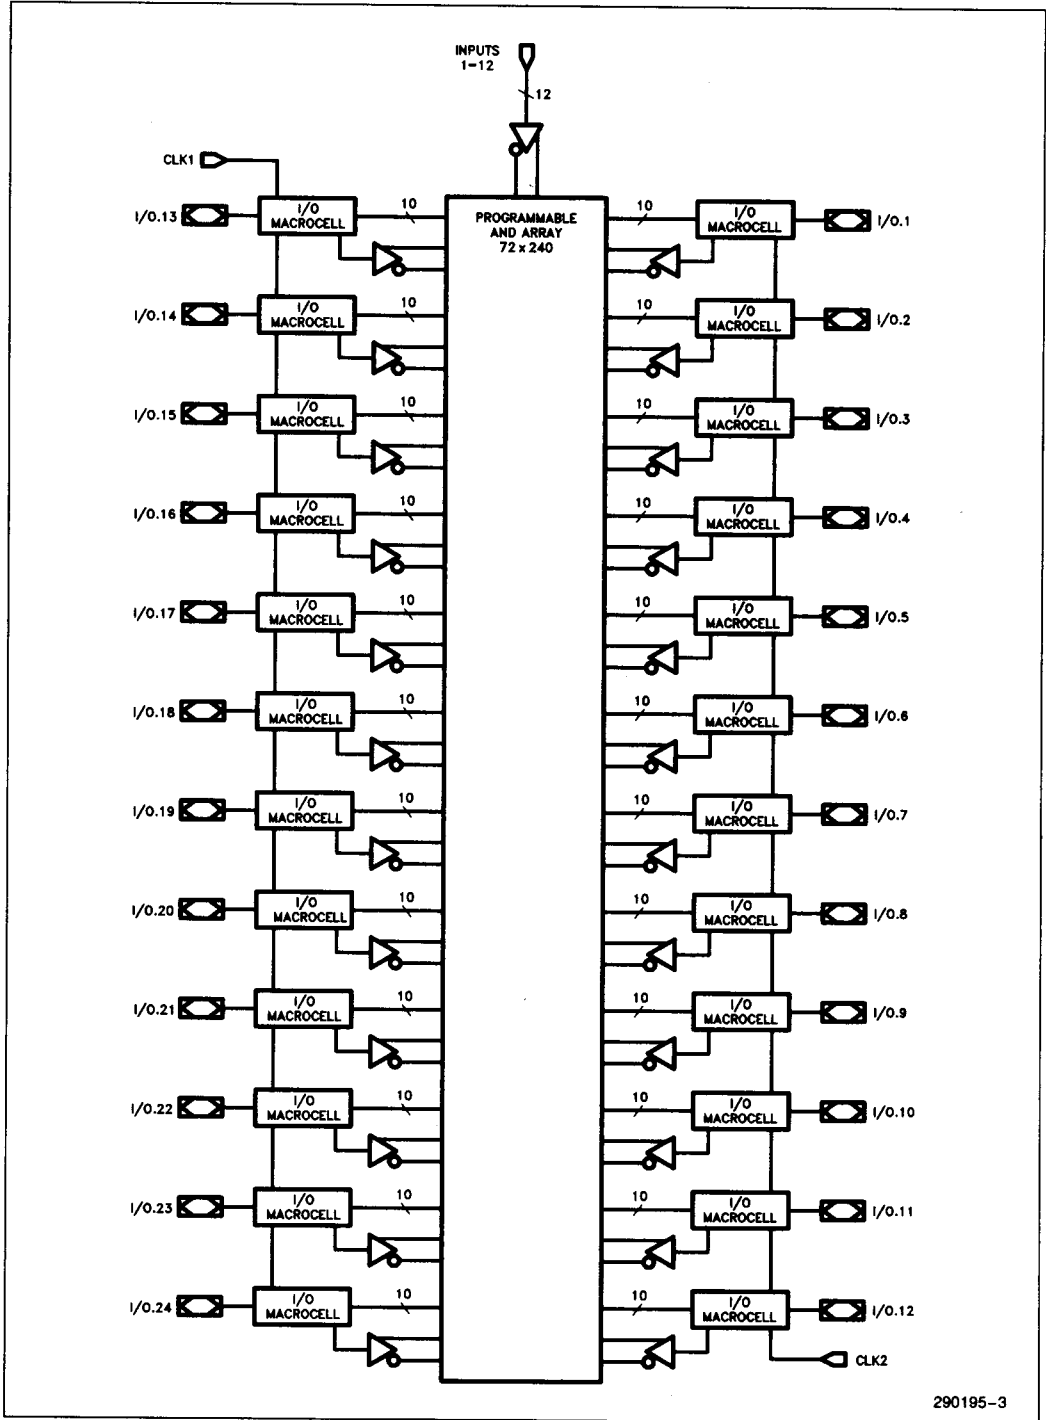 INPUTS
1-12
12
CLK1
I/O.13
I/O
MACROCELL
10
PROGRAMMABLE
AND ARRAY
72 x 240
10
I/O
MACROCELL
I/O.1
I/O.14
I/O
MACROCELL
10
10
I/O
MACROCELL
I/O.2
I/O.15
I/O
MACROCELL
10
10
I/O
MACROCELL
I/O.3
I/O.16
I/O
MACROCELL
10
10
I/O
MACROCELL
I/O.4
I/O.17
I/O
MACROCELL
10
10
I/O
MACROCELL
I/O.5
I/O.18
I/O
MACROCELL
10
10
I/O
MACROCELL
I/O.6
I/O.19
I/O
MACROCELL
10
10
I/O
MACROCELL
I/O.7
I/O.20
I/O
MACROCELL
10
10
I/O
MACROCELL
I/O.8
I/O.21
I/O
MACROCELL
10
10
I/O
MACROCELL
I/O.9
I/O.22
I/O
MACROCELL
10
10
I/O
MACROCELL
I/O.10
I/O.23
I/O
MACROCELL
10
10
I/O
MACROCELL
I/O.11
I/O.24
I/O
MACROCELL
10
10
I/O
MACROCELL
I/O.12
CLK2
290195-3